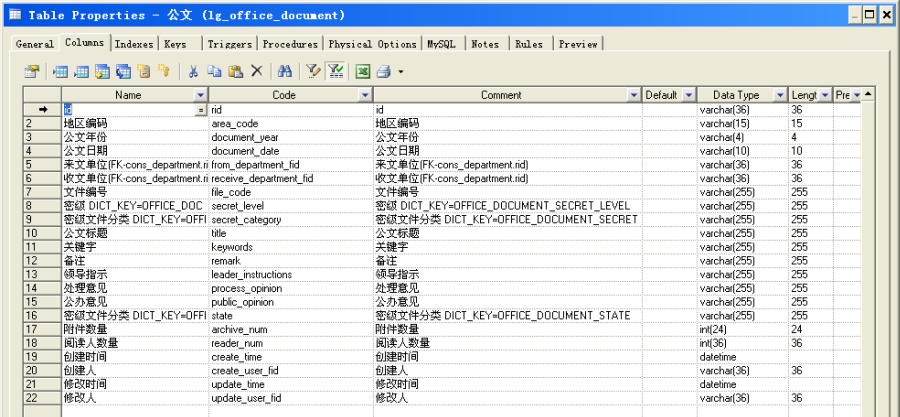 Table Properties - 公文 (lg_office_document)
General Columns Indexes Keys Triggers Procedures Physical Options MySQL Notes Rules Preview
Name Code Comment Default Data Type Lengt Pre
id = rid id varchar(36) 36
2 地区编码 area_code 地区编码 varchar(15) 15
3 公文年份 document_year 公文年份 varchar(4) 4
4 公文日期 document_date 公文日期 varchar(10) 10
5 来文单位(FK-cons_department.ri from_department_fid 来文单位(FK-cons_department.rid) varchar(36) 36
6 收文单位(FK-cons_department.ri receive_department_fid 收文单位(FK-cons_department.rid) varchar(36) 36
7 文件编号 file_code 文件编号 varchar(255) 255
8 密级 DICT_KEY=OFFICE_DOC secret_level 密级 DICT_KEY=OFFICE_DOCUMENT_SECRET_LEVEL varchar(255) 255
9 密级文件分类 DICT_KEY=OFFI secret_category 密级文件分类 DICT_KEY=OFFICE_DOCUMENT_SECRET varchar(255) 255
10 公文标题 title 公文标题 varchar(255) 255
11 关键字 keywords 关键字 varchar(255) 255
12 备注 remark 备注 varchar(255) 255
13 领导指示 leader_instructions 领导指示 varchar(255) 255
14 处理意见 process_opinion 处理意见 varchar(255) 255
15 公办意见 public_opinion 公办意见 varchar(255) 255
16 密级文件分类 DICT_KEY=OFFI state 密级文件分类 DICT_KEY=OFFICE_DOCUMENT_STATE varchar(255) 255
17 附件数量 archive_num 附件数量 int(24) 24
18 阅读人数量 reader_num 阅读人数量 int(36) 36
19 创建时间 create_time 创建时间 datetime
20 创建人 create_user_fid 创建人 varchar(36) 36
21 修改时间 update_time 修改时间 datetime
22 修改人 update_user_fid 修改人 varchar(36) 36